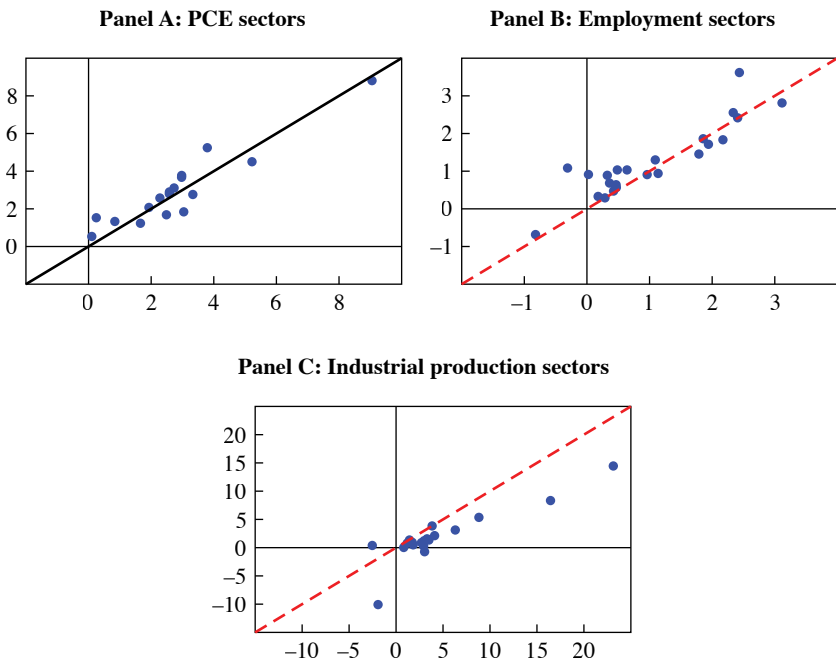 Panel A: PCE sectors
8
6
4
2
0
0 2 4 6 8
Panel B: Employment sectors
3
2
1
0
–1
–1 0 1 2 3
Panel C: Industrial production sectors
20
15
10
5
0
–5
–10
–10 –5 0 5 10 15 20